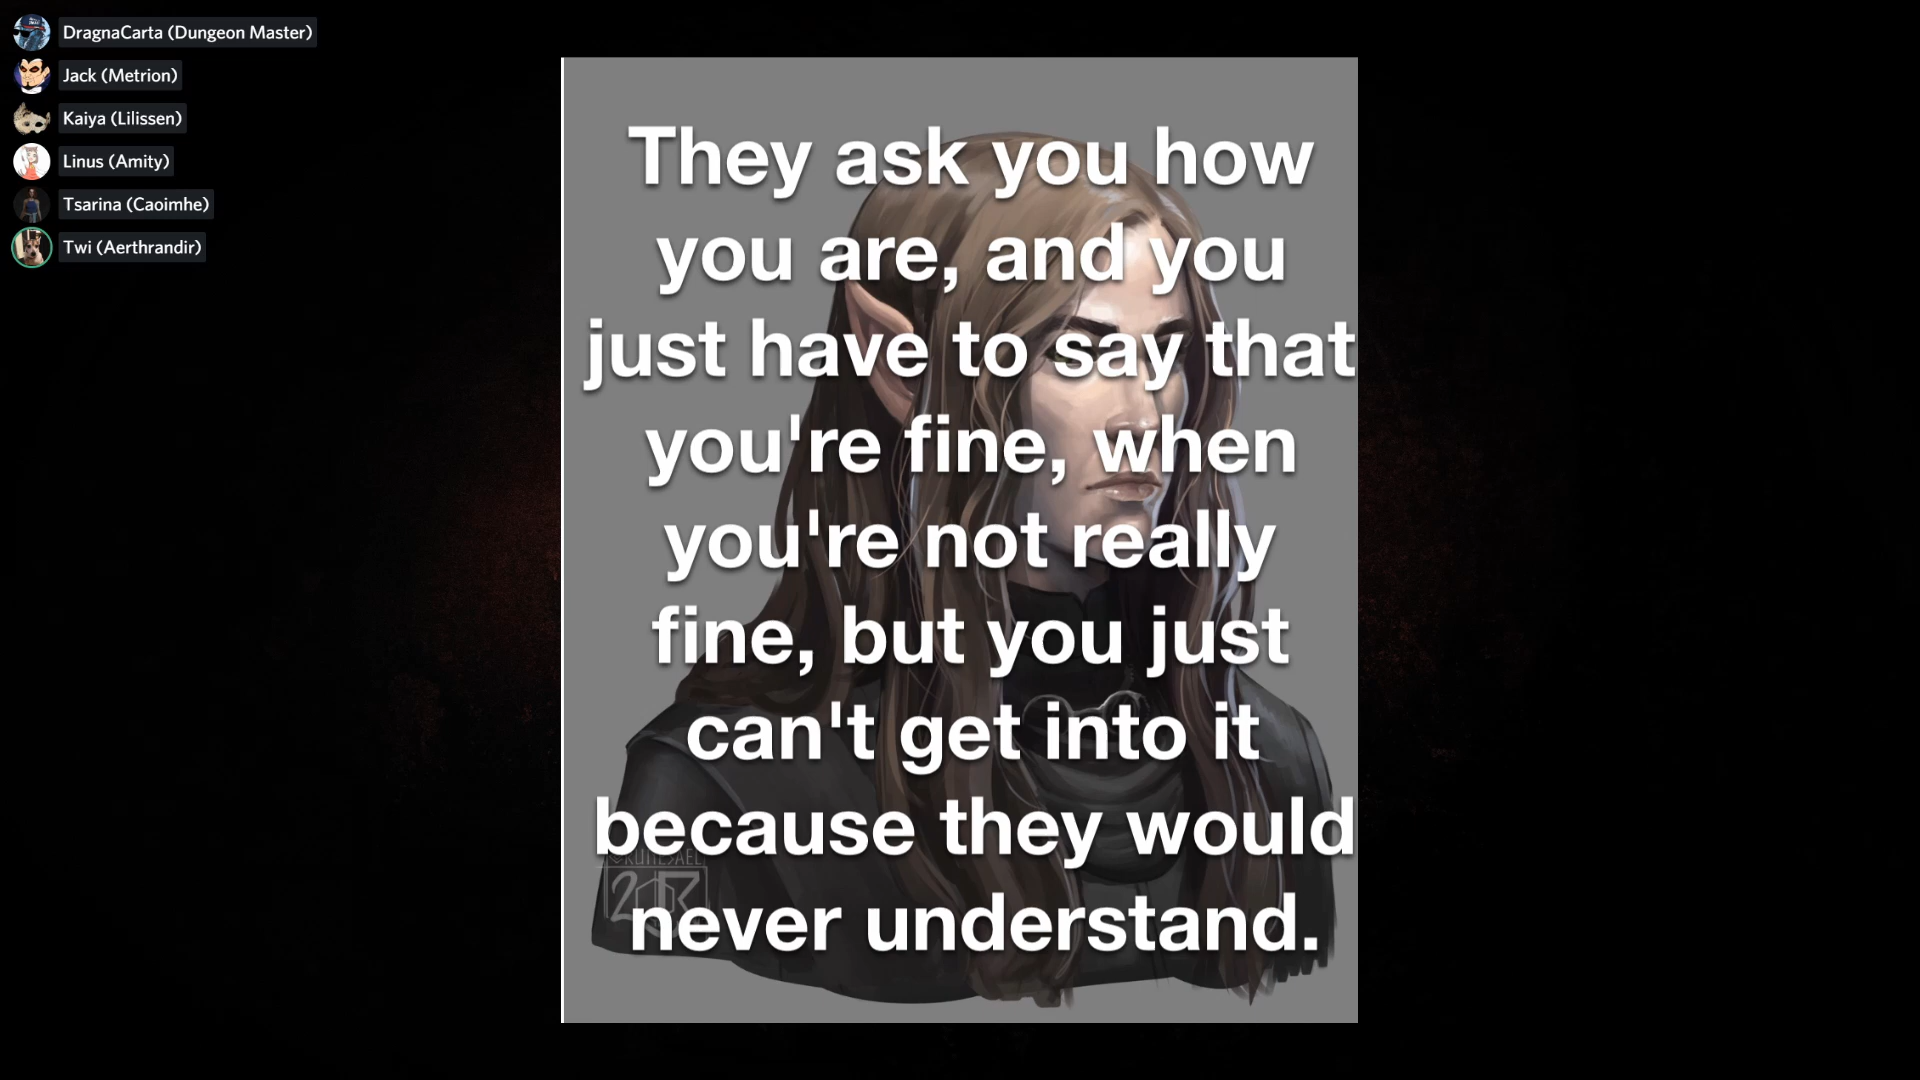 DragnaCarta (Dungeon Master)
Jack (Metrion)
Kaiya (Lilissen)
Linus (Amity)
Tsarina (Caoimhe)
Twi (Aerthrandir)
They ask you how
you are, and you
just have to say that
you're fine, when
you're not really
fine, but you just
can't get into it
because they would
never understand.